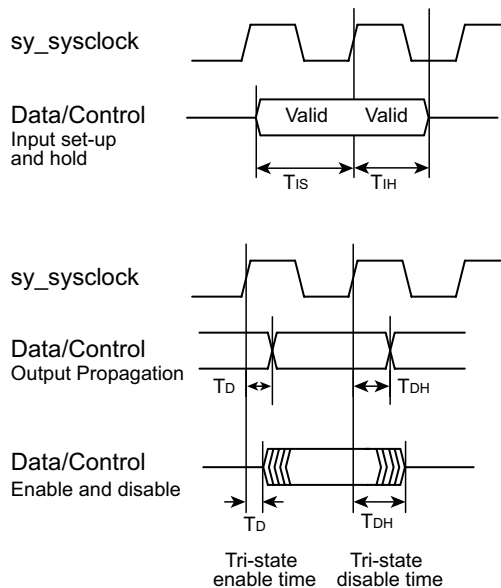 sy_sysclock
Data/Control
Input set-up
and hold
Valid Valid
TIS TIH
sy_sysclock
Data/Control
Output Propagation
TD TDH
Data/Control
Enable and disable
TD TDH
Tri-state
enable time
Tri-state
disable time